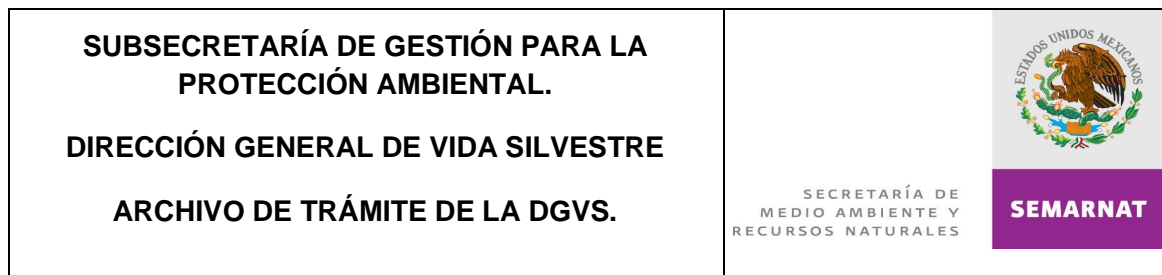 SUBSECRETARÍA DE GESTIÓN PARA LA
PROTECCIÓN AMBIENTAL.
DIRECCIÓN GENERAL DE VIDA SILVESTRE
ARCHIVO DE TRÁMITE DE LA DGVS.
ESTADOS UNIDOS MEXICANOS
SECRETARÍA DE
MEDIO AMBIENTE Y
RECURSOS NATURALES
SEMARNAT